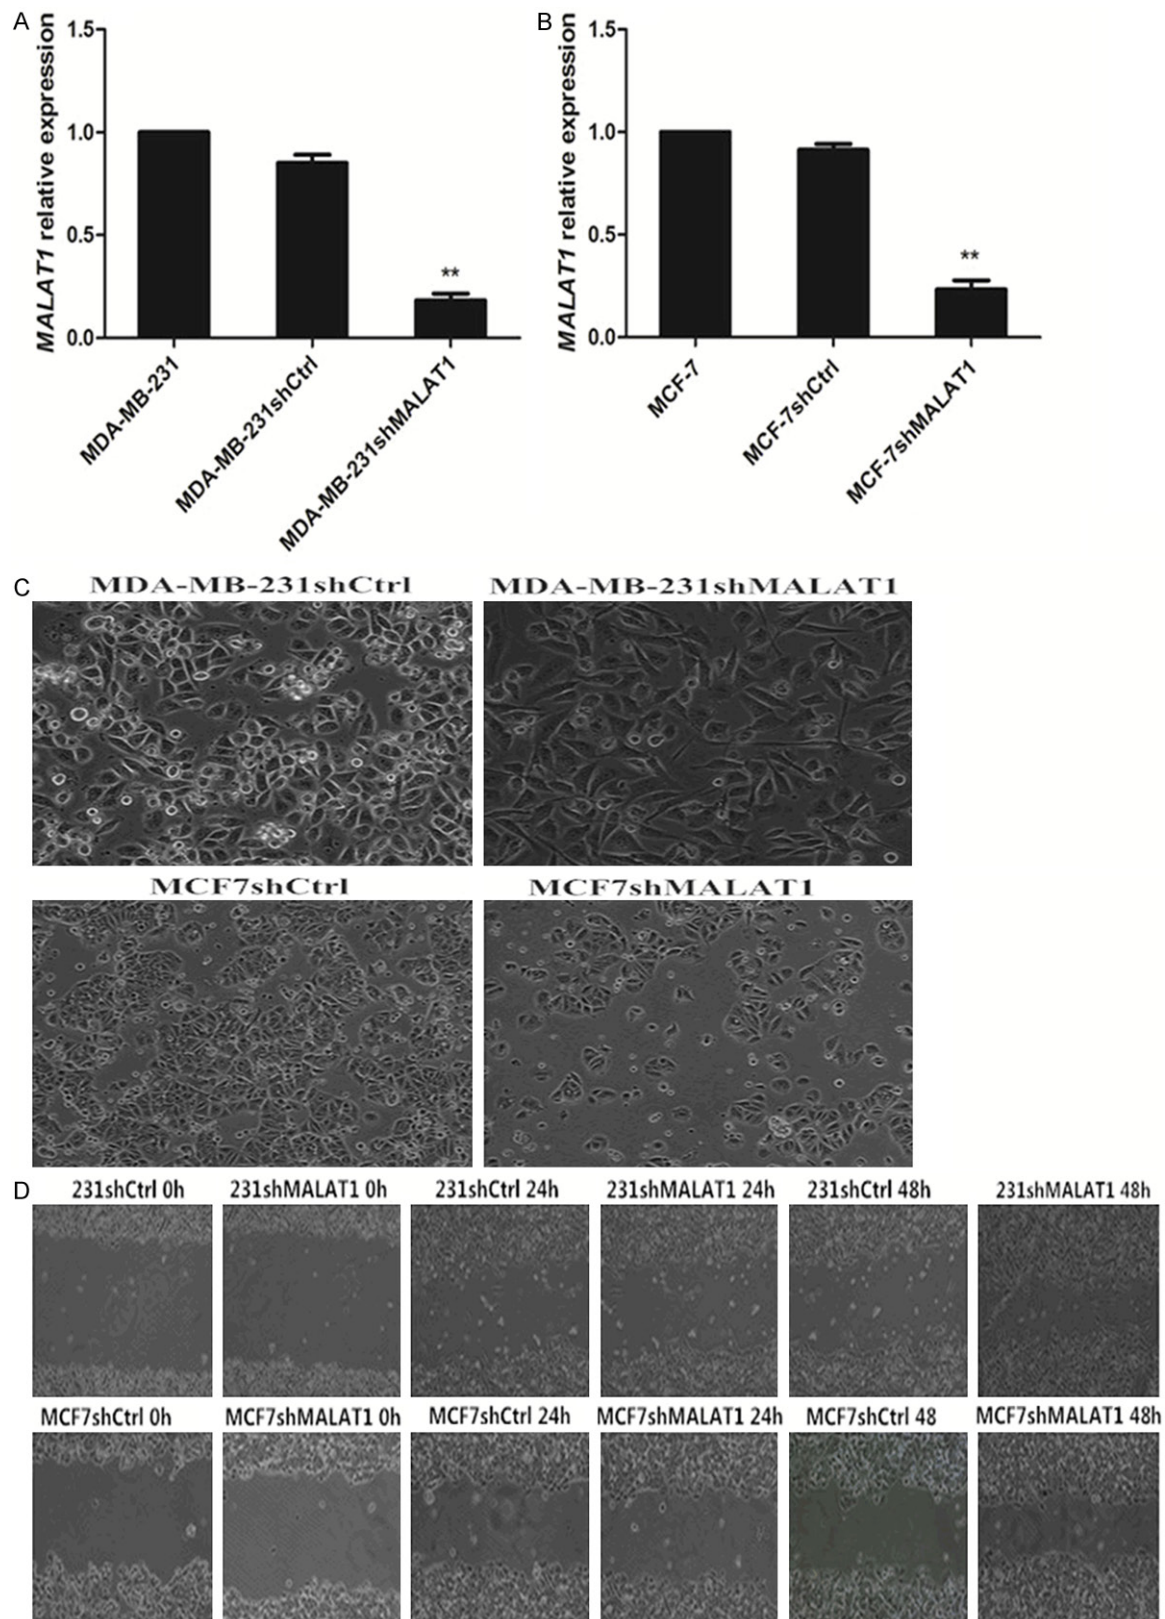 A
MALAT1 relative expression
1.5
1.0
0.5
0.0
**
MDA-MB-231
MDA-MB-231shCtrl
MDA-MB-231shMALAT1
B
MALAT1 relative expression
1.5
1.0
0.5
0.0
**
MCF-7
MCF-7shCtrl
MCF-7shMALAT1
C
MDA-MB-231shCtrl
MDA-MB-231shMALAT1
MCF7shCtrl
MCF7shMALAT1
D
231shCtrl 0h
231shMALAT1 0h
231shCtrl 24h
231shMALAT1 24h
231shCtrl 48h
231shMALAT1 48h
MCF7shCtrl 0h
MCF7shMALAT1 0h
MCF7shCtrl 24h
MCF7shMALAT1 24h
MCF7shCtrl 48
MCF7shMALAT1 48h